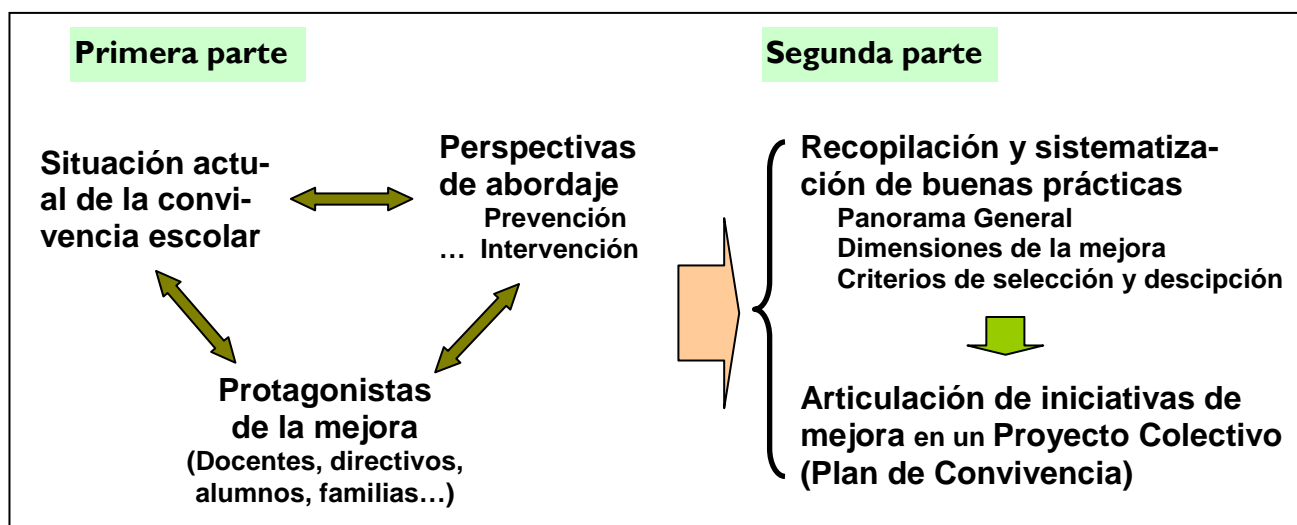 Primera parte
Situación actu-
al de la convi-
vencia escolar
Perspectivas
de abordaje
Prevención
… Intervención
Protagonistas
de la mejora
(Docentes, directivos,
alumnos, familias…)
Segunda parte
Recopilación y sistematiza-
ción de buenas prácticas
Panorama General
Dimensiones de la mejora
Criterios de selección y descipción
Articulación de iniciativas de
mejora en un Proyecto Colectivo
(Plan de Convivencia)